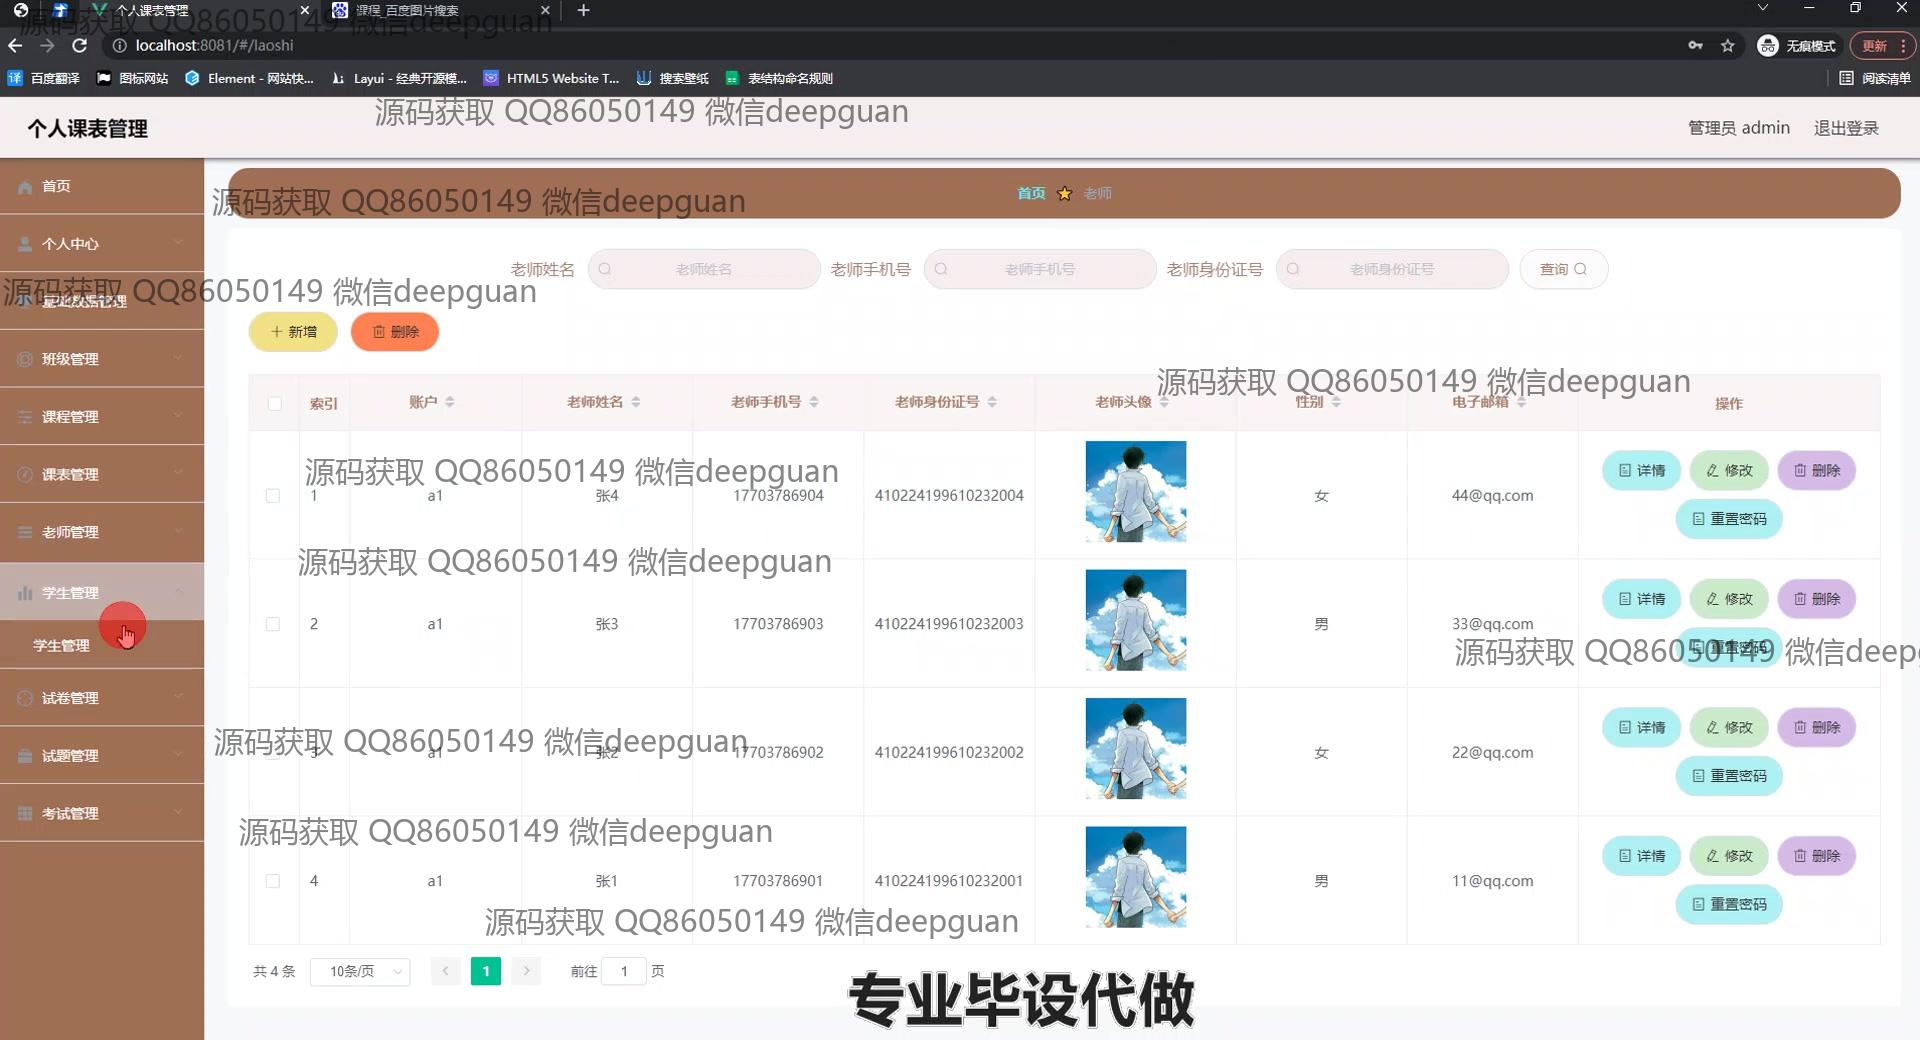 个人课表管理
课程_百度图片搜索
localhost:8081/#/laoshi
无痕模式
更新
百度翻译
图标网站
Element - 网站快...
Layui - 经典开源模...
HTML5 Website T...
搜索壁纸
表结构命名规则
阅读清单
源码获取 QQ86050149 微信deepguan
源码获取 QQ86050149 微信deepguan
个人课表管理
管理员 admin
退出登录
首页
个人中心
基础数据管理
班级管理
课程管理
课表管理
老师管理
学生管理
学生管理
试卷管理
试题管理
考试管理
首页 老师
源码获取 QQ86050149 微信deepguan
源码获取 QQ86050149 微信deepguan
老师姓名 老师姓名 老师手机号 老师手机号 老师身份证号 老师身份证号 查询
新增 删除
源码获取 QQ86050149 微信deepguan
索引 账户 老师姓名 老师手机号 老师身份证号 老师头像 性别 电子邮箱 操作
源码获取 QQ86050149 微信deepguan
1 a1 张4 17703786904 410224199610232004 女 44@qq.com 详情 修改 删除
重置密码
源码获取 QQ86050149 微信deepguan
2 a1 张3 17703786903 410224199610232003 男 33@qq.com 详情 修改 删除
重置密码
源码获取 QQ86050149 微信deep
源码获取 QQ86050149 微信deepguan
3 a1 张2 17703786902 410224199610232002 女 22@qq.com 详情 修改 删除
重置密码
源码获取 QQ86050149 微信deepguan
4 a1 张1 17703786901 410224199610232001 男 11@qq.com 详情 修改 删除
重置密码
源码获取 QQ86050149 微信deepguan
共 4 条 10条/页 1 前往 1 页
专业毕设代做